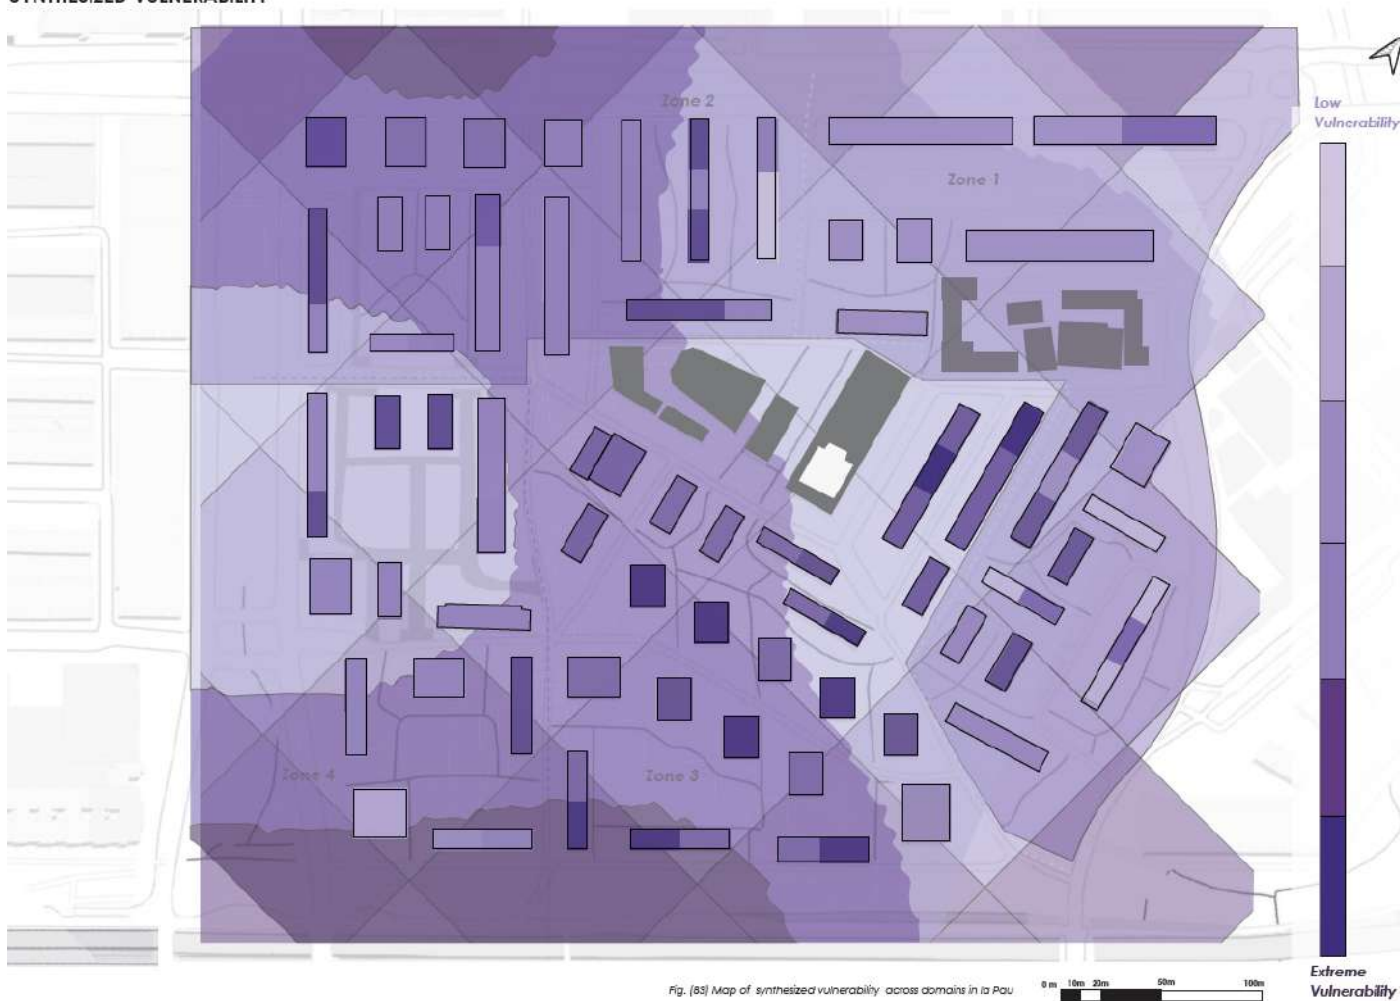 SYNTHESIZED VULNERABILITY
Low
Vulnerability
Zone 2
Zone 1
Zone 4
Zone 3
Extreme
Vulnerability
Fig. (83) Map of synthesized vulnerability across domains in la Pau
0 m 10m 20m 50m 100m